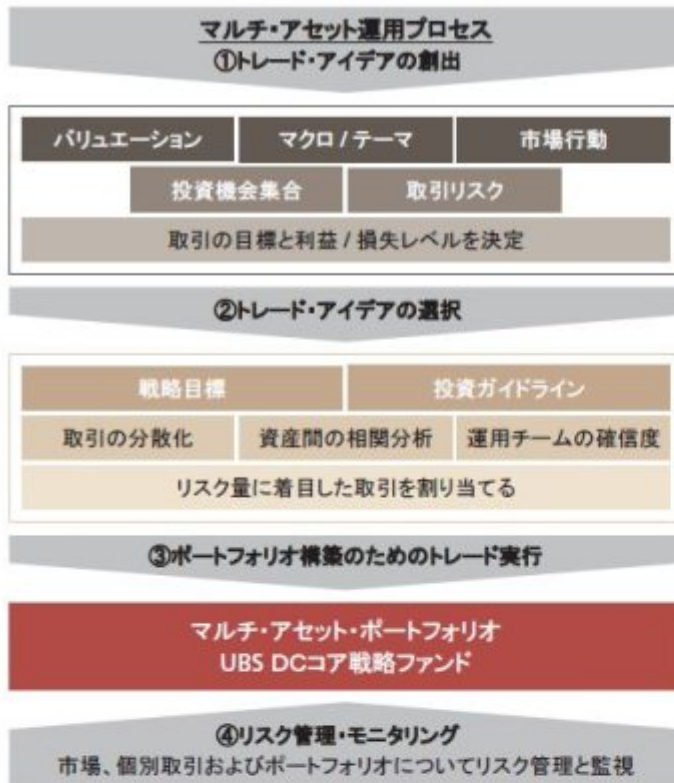 マルチ・アセット運用プロセス
①トレード・アイデアの創出
バリュエーション
マクロ / テーマ
市場行動
投資機会集合
取引リスク
取引の目標と利益 / 損失レベルを決定
②トレード・アイデアの選択
戦略目標
投資ガイドライン
取引の分散化
資産間の相関分析
運用チームの確信度
リスク量に着目した取引を割り当てる
③ポートフォリオ構築のためのトレード実行
マルチ・アセット・ポートフォリオ
UBS DCコア戦略ファンド
④リスク管理・モニタリング
市場、個別取引およびポートフォリオについてリスク管理と監視